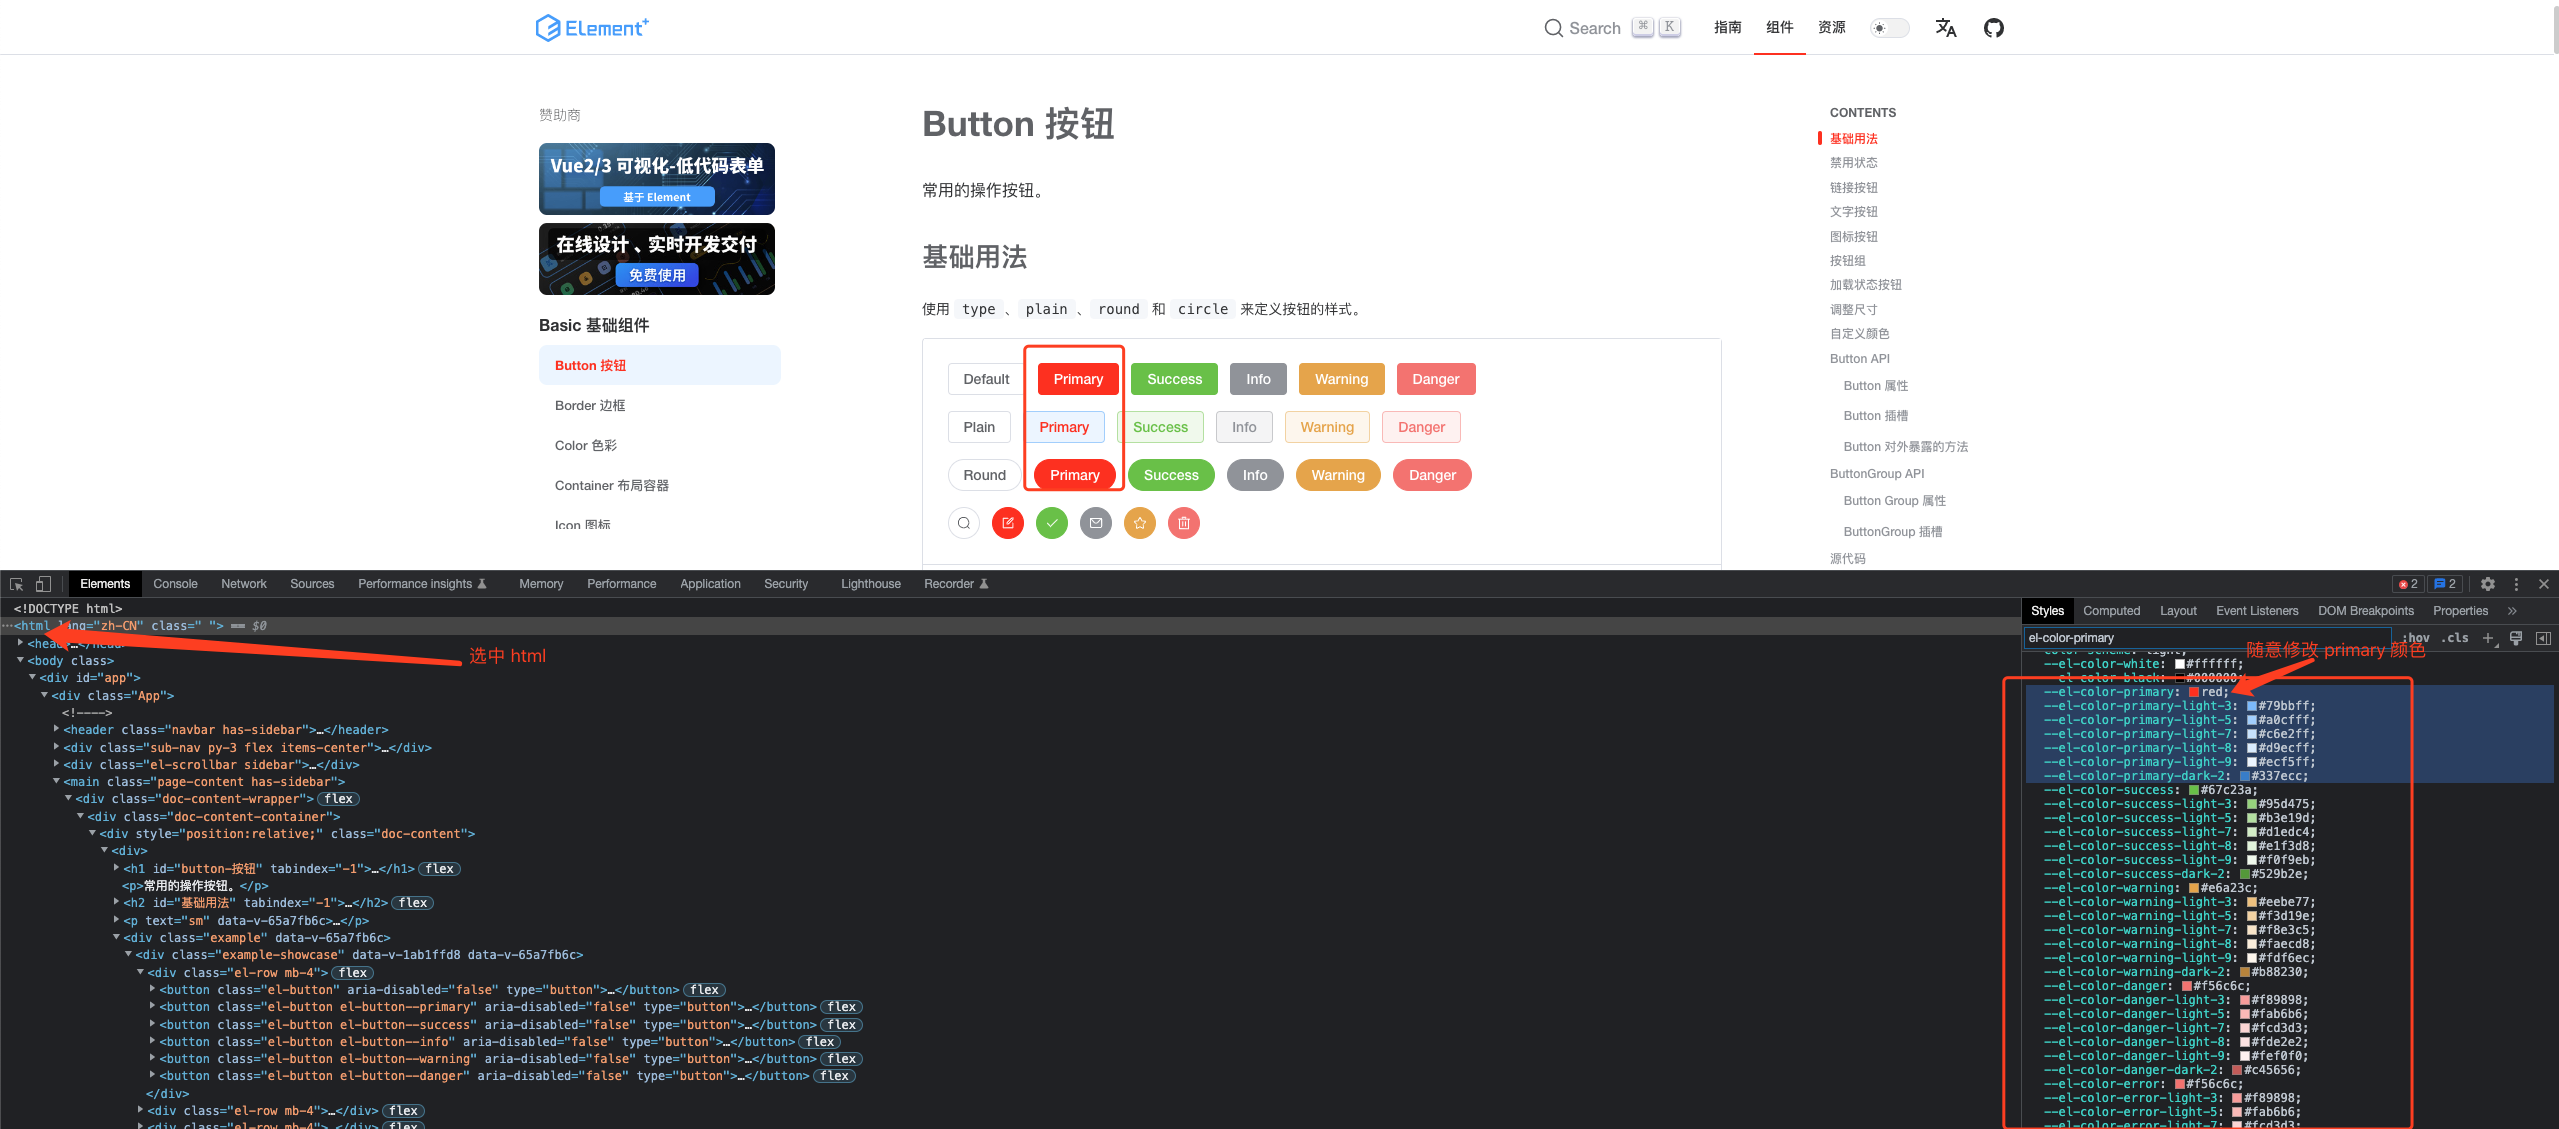 Element+
Search ⌘ K
指南 组件 资源
赞助商
Vue2/3 可视化-低代码表单
基于 Element
在线设计、实时开发交付
免费使用
Basic 基础组件
Button 按钮
Border 边框
Color 色彩
Container 布局容器
Icon 图标
Button 按钮
常用的操作按钮。
基础用法
使用 type 、 plain 、 round 和 circle 来定义按钮的样式。
Default Primary Success Info Warning Danger
Plain Primary Success Info Warning Danger
Round Primary Success Info Warning Danger
CONTENTS
基础用法
禁用状态
链接按钮
文字按钮
图标按钮
按钮组
加载状态按钮
调整尺寸
自定义颜色
Button API
Button 属性
Button 插槽
Button 对外暴露的方法
ButtonGroup API
Button Group 属性
ButtonGroup 插槽
源代码
Elements Console Network Sources Performance insights Memory Performance Application Security Lighthouse Recorder 2 2
<!DOCTYPE html>
<html lang="zh-CN" class=" "> == $0
<head>…</head>
选中 html
<body class>
<div id="app">
<div class="App">
<!---->
<header class="navbar has-sidebar">…</header>
<div class="sub-nav py-3 flex items-center">…</div>
<div class="el-scrollbar sidebar">…</div>
<main class="page-content has-sidebar">
<div class="doc-content-wrapper"> flex
<div class="doc-content-container">
<div style="position:relative;" class="doc-content">
<div>
<h1 id="button-按钮" tabindex="-1">…</h1> flex
<p>常用的操作按钮。</p>
<h2 id="基础用法" tabindex="-1">…</h2> flex
<p text="sm" data-v-65a7fb6c>…</p>
<div class="example" data-v-65a7fb6c>
<div class="example-showcase" data-v-1ab1ffd8 data-v-65a7fb6c>
<div class="el-row mb-4"> flex
<button class="el-button" aria-disabled="false" type="button">…</button> flex
<button class="el-button el-button--primary" aria-disabled="false" type="button">…</button> flex
<button class="el-button el-button--success" aria-disabled="false" type="button">…</button> flex
<button class="el-button el-button--info" aria-disabled="false" type="button">…</button> flex
<button class="el-button el-button--warning" aria-disabled="false" type="button">…</button> flex
<button class="el-button el-button--danger" aria-disabled="false" type="button">…</button> flex
</div>
<div class="el-row mb-4">…</div> flex
<div class="el-row mb-4">…</div> flex
Styles Computed Layout Event Listeners DOM Breakpoints Properties »
el-color-primary :hov .cls +
随意修改 primary 颜色
color-scheme: light;
--el-color-white: #ffffff;
--el-color-black: #000000;
--el-color-primary: red;
--el-color-primary-light-3: #79bbff;
--el-color-primary-light-5: #a0cfff;
--el-color-primary-light-7: #c6e2ff;
--el-color-primary-light-8: #d9ecff;
--el-color-primary-light-9: #ecf5ff;
--el-color-primary-dark-2: #337ecc;
--el-color-success: #67c23a;
--el-color-success-light-3: #95d475;
--el-color-success-light-5: #b3e19d;
--el-color-success-light-7: #d1edc4;
--el-color-success-light-8: #e1f3d8;
--el-color-success-light-9: #f0f9eb;
--el-color-success-dark-2: #529b2e;
--el-color-warning: #e6a23c;
--el-color-warning-light-3: #eebe77;
--el-color-warning-light-5: #f3d19e;
--el-color-warning-light-7: #f8e3c5;
--el-color-warning-light-8: #faecd8;
--el-color-warning-light-9: #fdf6ec;
--el-color-warning-dark-2: #b88230;
--el-color-danger: #f56c6c;
--el-color-danger-light-3: #f89898;
--el-color-danger-light-5: #fab6b6;
--el-color-danger-light-7: #fcd3d3;
--el-color-danger-light-8: #fde2e2;
--el-color-danger-light-9: #fef0f0;
--el-color-danger-dark-2: #c45656;
--el-color-error: #f56c6c;
--el-color-error-light-3: #f89898;
--el-color-error-light-5: #fab6b6;
--el-color-error-light-7: #fcd3d3;